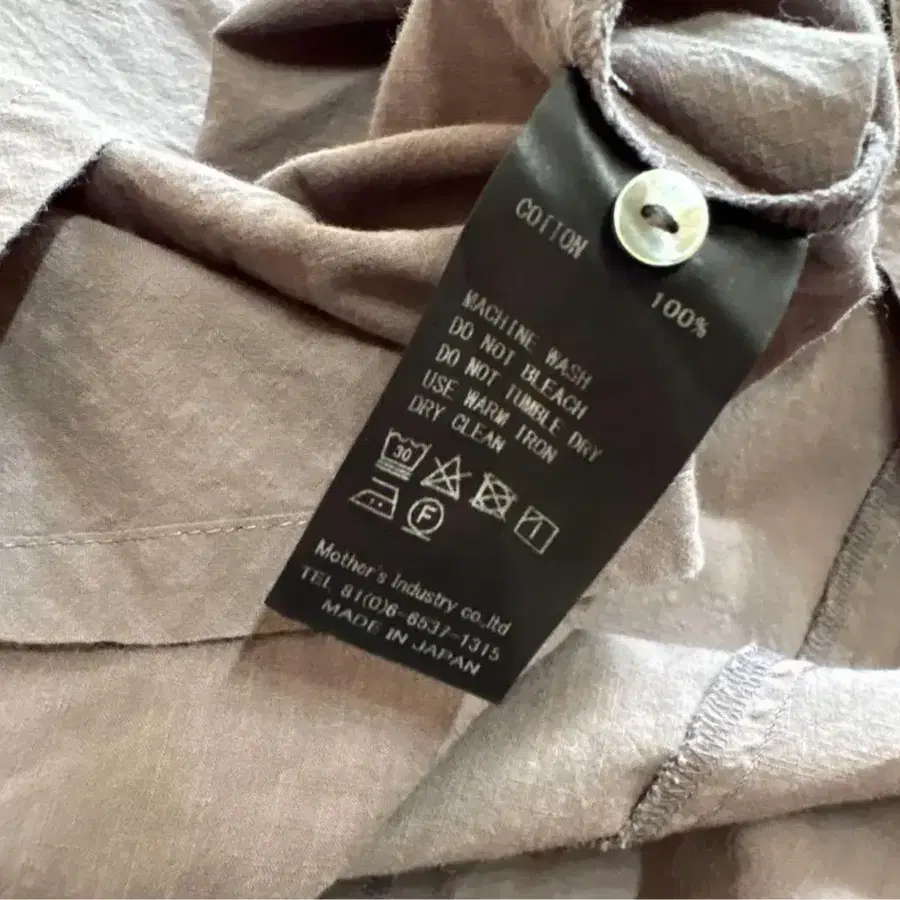 COTTON 100%
MACHINE WASH
DO NOT BLEACH
DO NOT TUMBLE DRY
USE WARM IRON
DRY CLEAN
30
F
Mother's Industry co.,ltd
TEL 81(0)6-6537-1315
MADE IN JAPAN